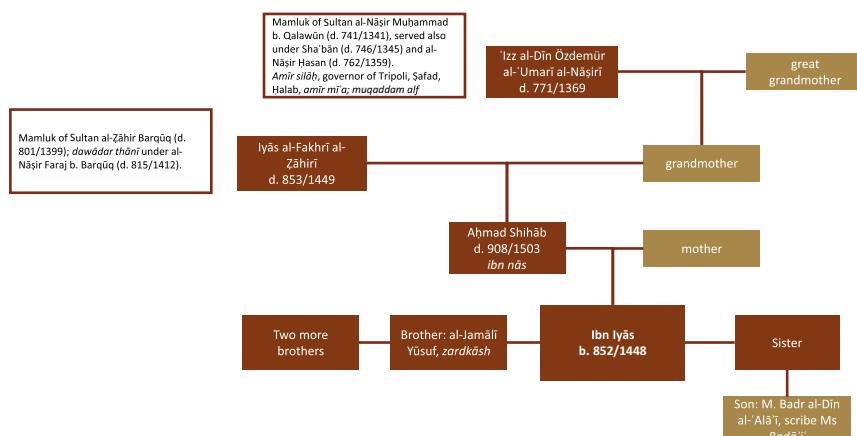 Mamluk of Sultan al-Nāṣir Muḥammad
b. Qalawūn (d. 741/1341), served also
under Shaʿbān (d. 746/1345) and al-
Nāṣir Ḥasan (d. 762/1359).
Amīr silāḥ, governor of Tripoli, Ṣafad,
Ḥalab, amīr mīʾa; muqaddam alf
ʿIzz al-Dīn Özdemür
al-ʿUmarī al-Nāṣirī
d. 771/1369
great
grandmother
Mamluk of Sultan al-Ẓāhir Barqūq (d.
801/1399); dawādar thānī under al-
Nāṣir Faraj b. Barqūq (d. 815/1412).
Iyās al-Fakhrī al-
Ẓāhirī
d. 853/1449
grandmother
Aḥmad Shihāb
d. 908/1503
ibn nās
mother
Two more
brothers
Brother: al-Jamālī
Yūsuf, zardkāsh
Ibn Iyās
b. 852/1448
Sister
Son: M. Badr al-Dīn
al-ʿAlāʾī, scribe Ms